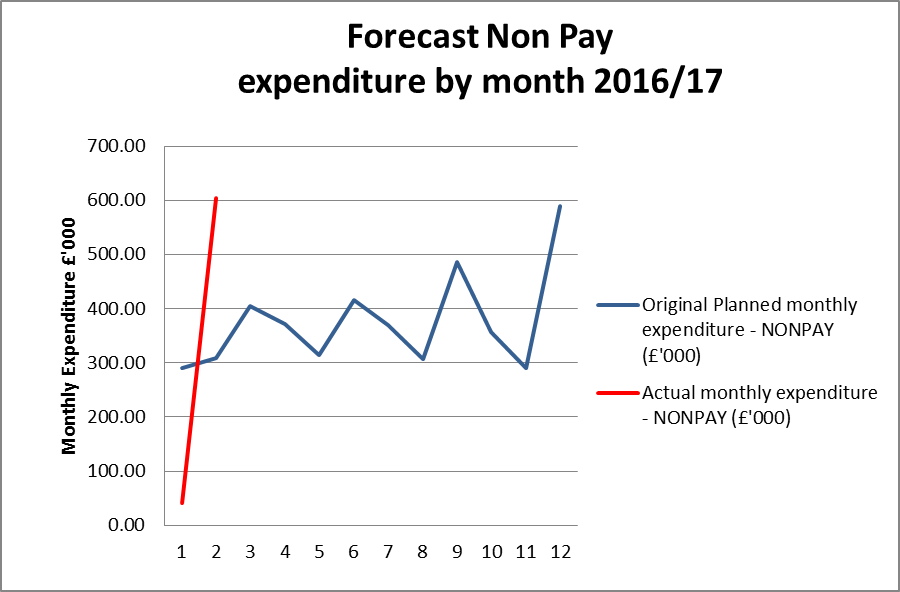 Forecast Non Pay
expenditure by month 2016/17
Monthly Expenditure £'000
700.00
600.00
500.00
400.00
300.00
200.00
100.00
0.00
1 2 3 4 5 6 7 8 9 10 11 12
Original Planned monthly
expenditure - NONPAY
(£'000)
Actual monthly expenditure
- NONPAY (£'000)